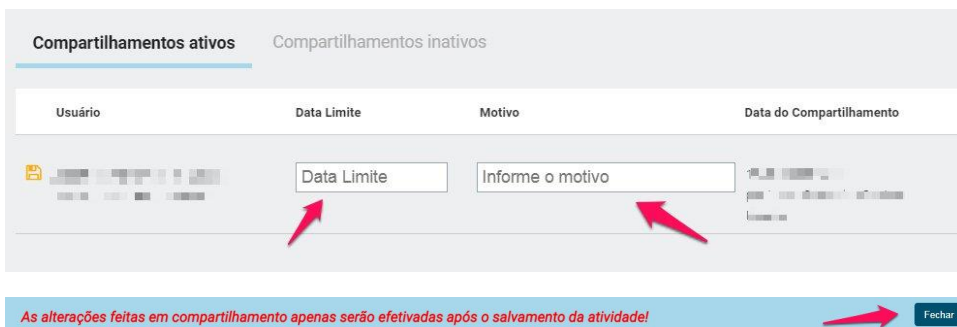 Compartilhamentos ativos Compartilhamentos inativos
Usuário Data Limite Motivo Data do Compartilhamento
Data Limite Informe o motivo
As alterações feitas em compartilhamento apenas serão efetivadas após o salvamento da atividade! Fechar